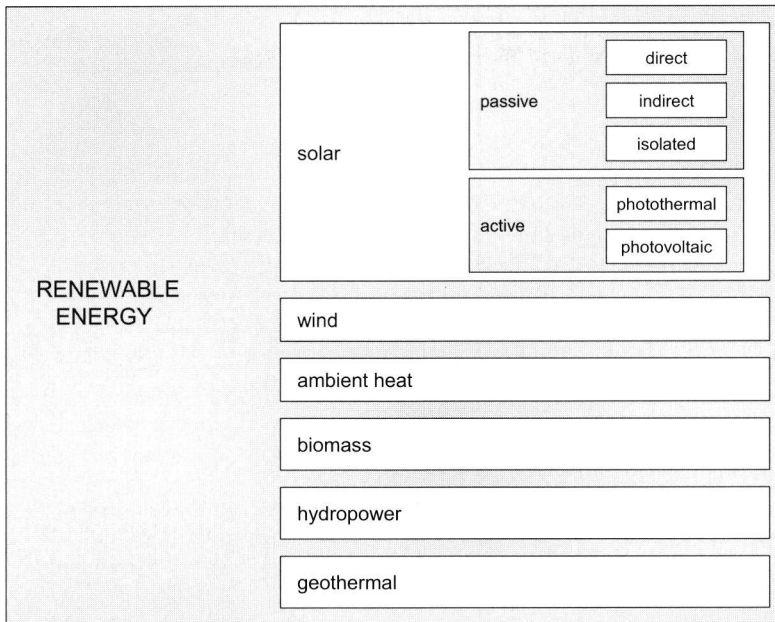 RENEWABLE
ENERGY
solar
passive
direct
indirect
isolated
active
photothermal
photovoltaic
wind
ambient heat
biomass
hydropower
geothermal